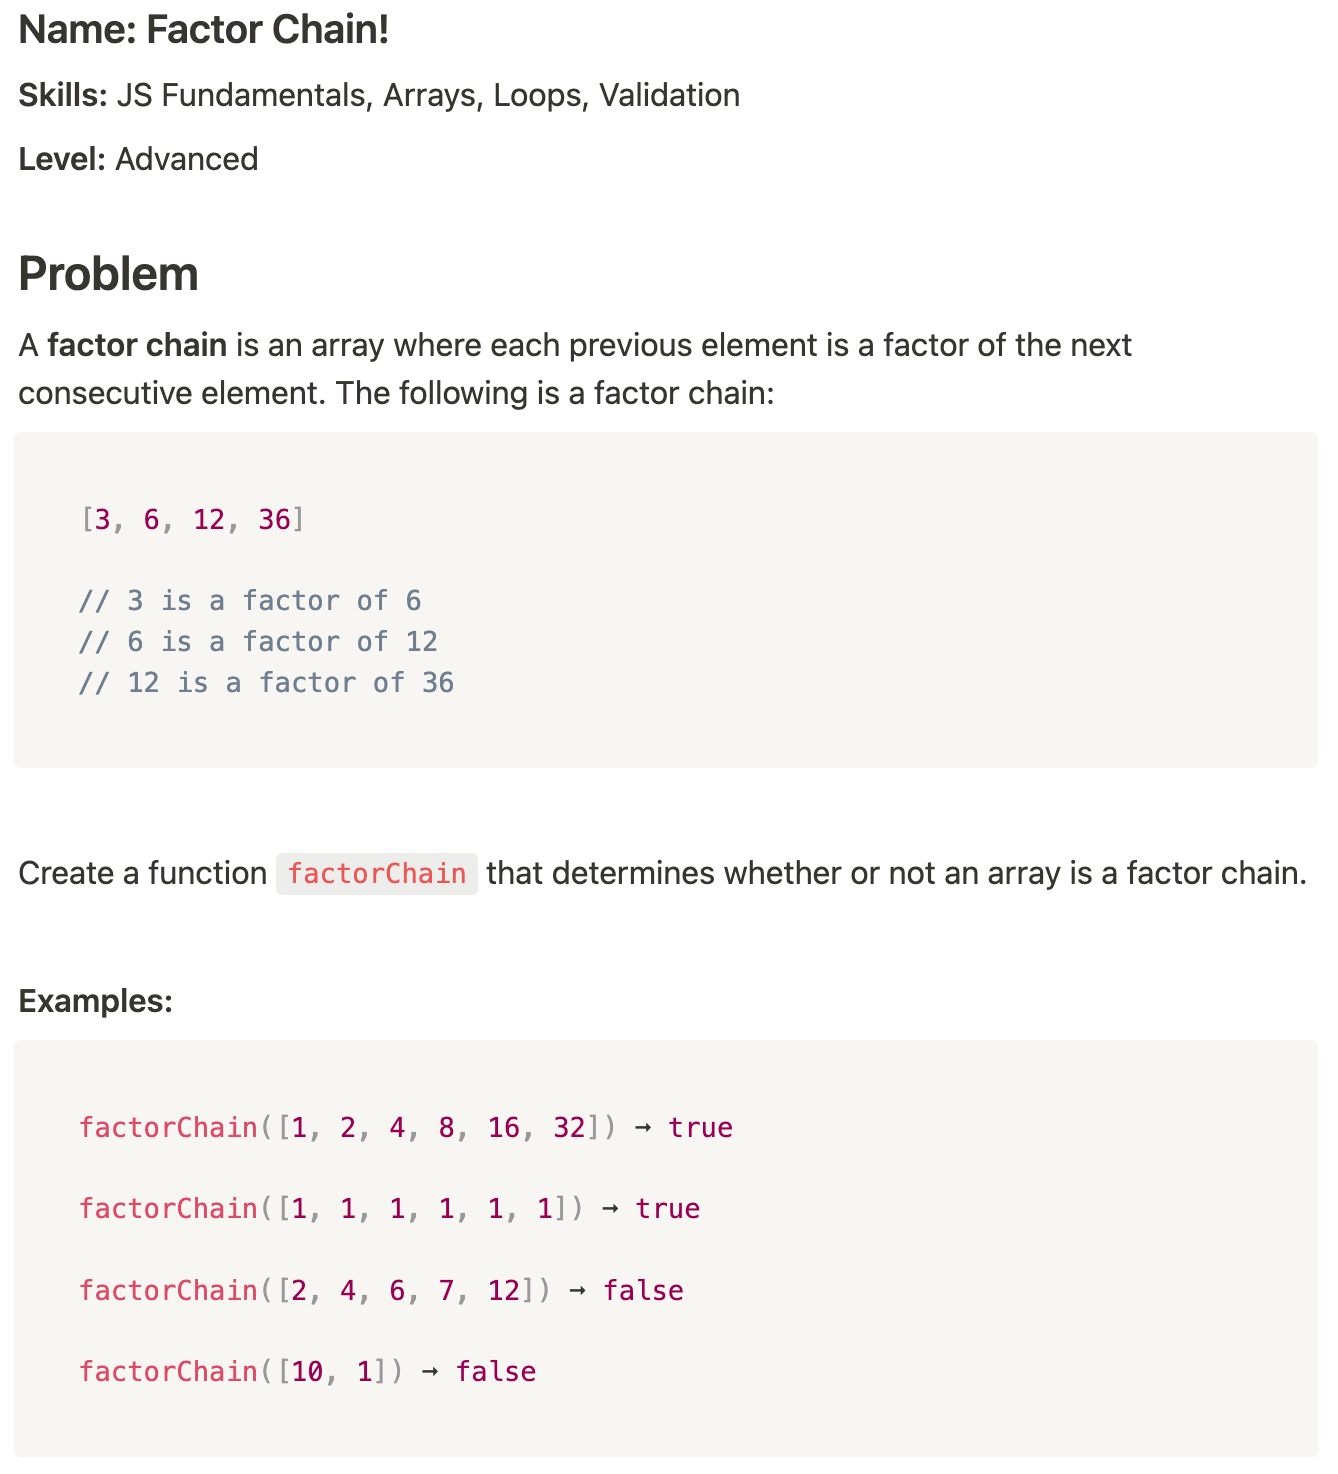 Name: Factor Chain!
Skills: JS Fundamentals, Arrays, Loops, Validation
Level: Advanced
Problem
A factor chain is an array where each previous element is a factor of the next
consecutive element. The following is a factor chain:
[3, 6, 12, 36]
// 3 is a factor of 6
// 6 is a factor of 12
// 12 is a factor of 36
Create a function factorChain that determines whether or not an array is a factor chain.
Examples:
factorChain([1, 2, 4, 8, 16, 32]) → true
factorChain([1, 1, 1, 1, 1, 1]) → true
factorChain([2, 4, 6, 7, 12]) → false
factorChain([10, 1]) → false